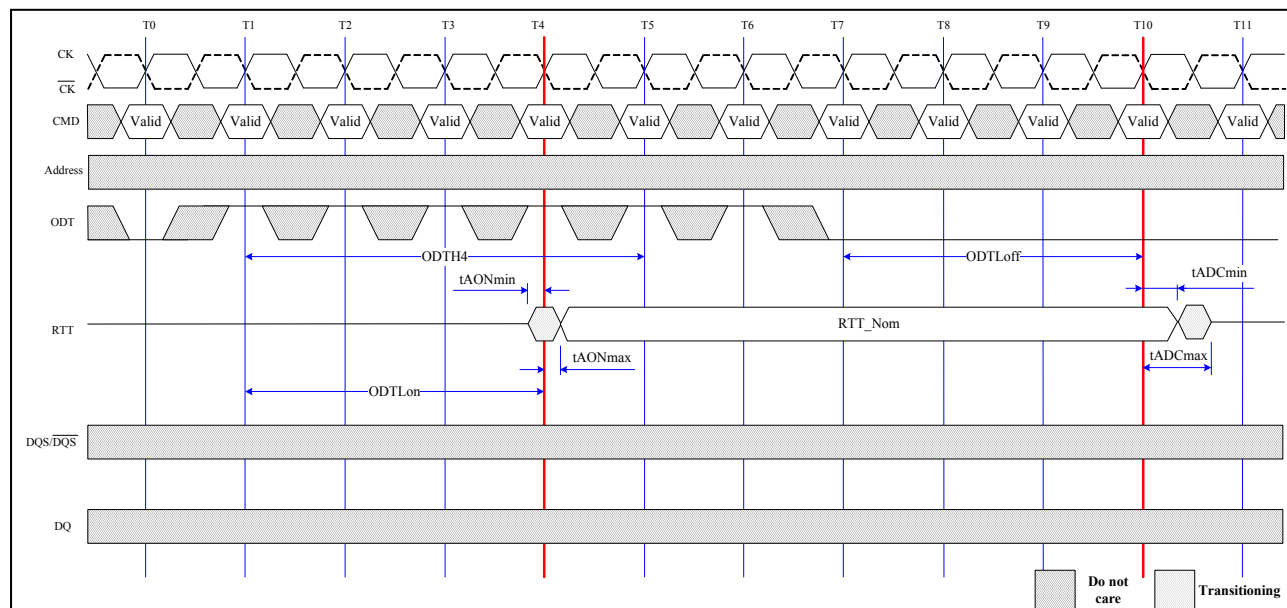 T0 T1 T2 T3 T4 T5 T6 T7 T8 T9 T10 T11
CK
CK
CMD Valid Valid Valid Valid Valid Valid Valid Valid Valid Valid Valid Valid
Address
ODT
ODTH4 ODTLoff
tAONmin tADCmin
RTT RTT_Nom
tAONmax tADCmax
ODTLon
DQS/DQS
DQ
Do not care Transitioning